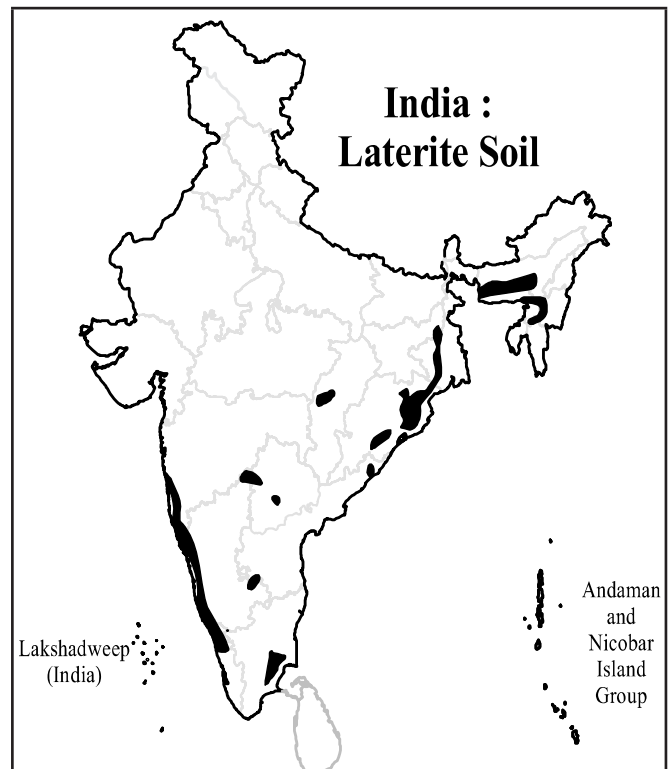 India :
Laterite Soil
Lakshadweep
(India)
Andaman
and
Nicobar
Island
Group